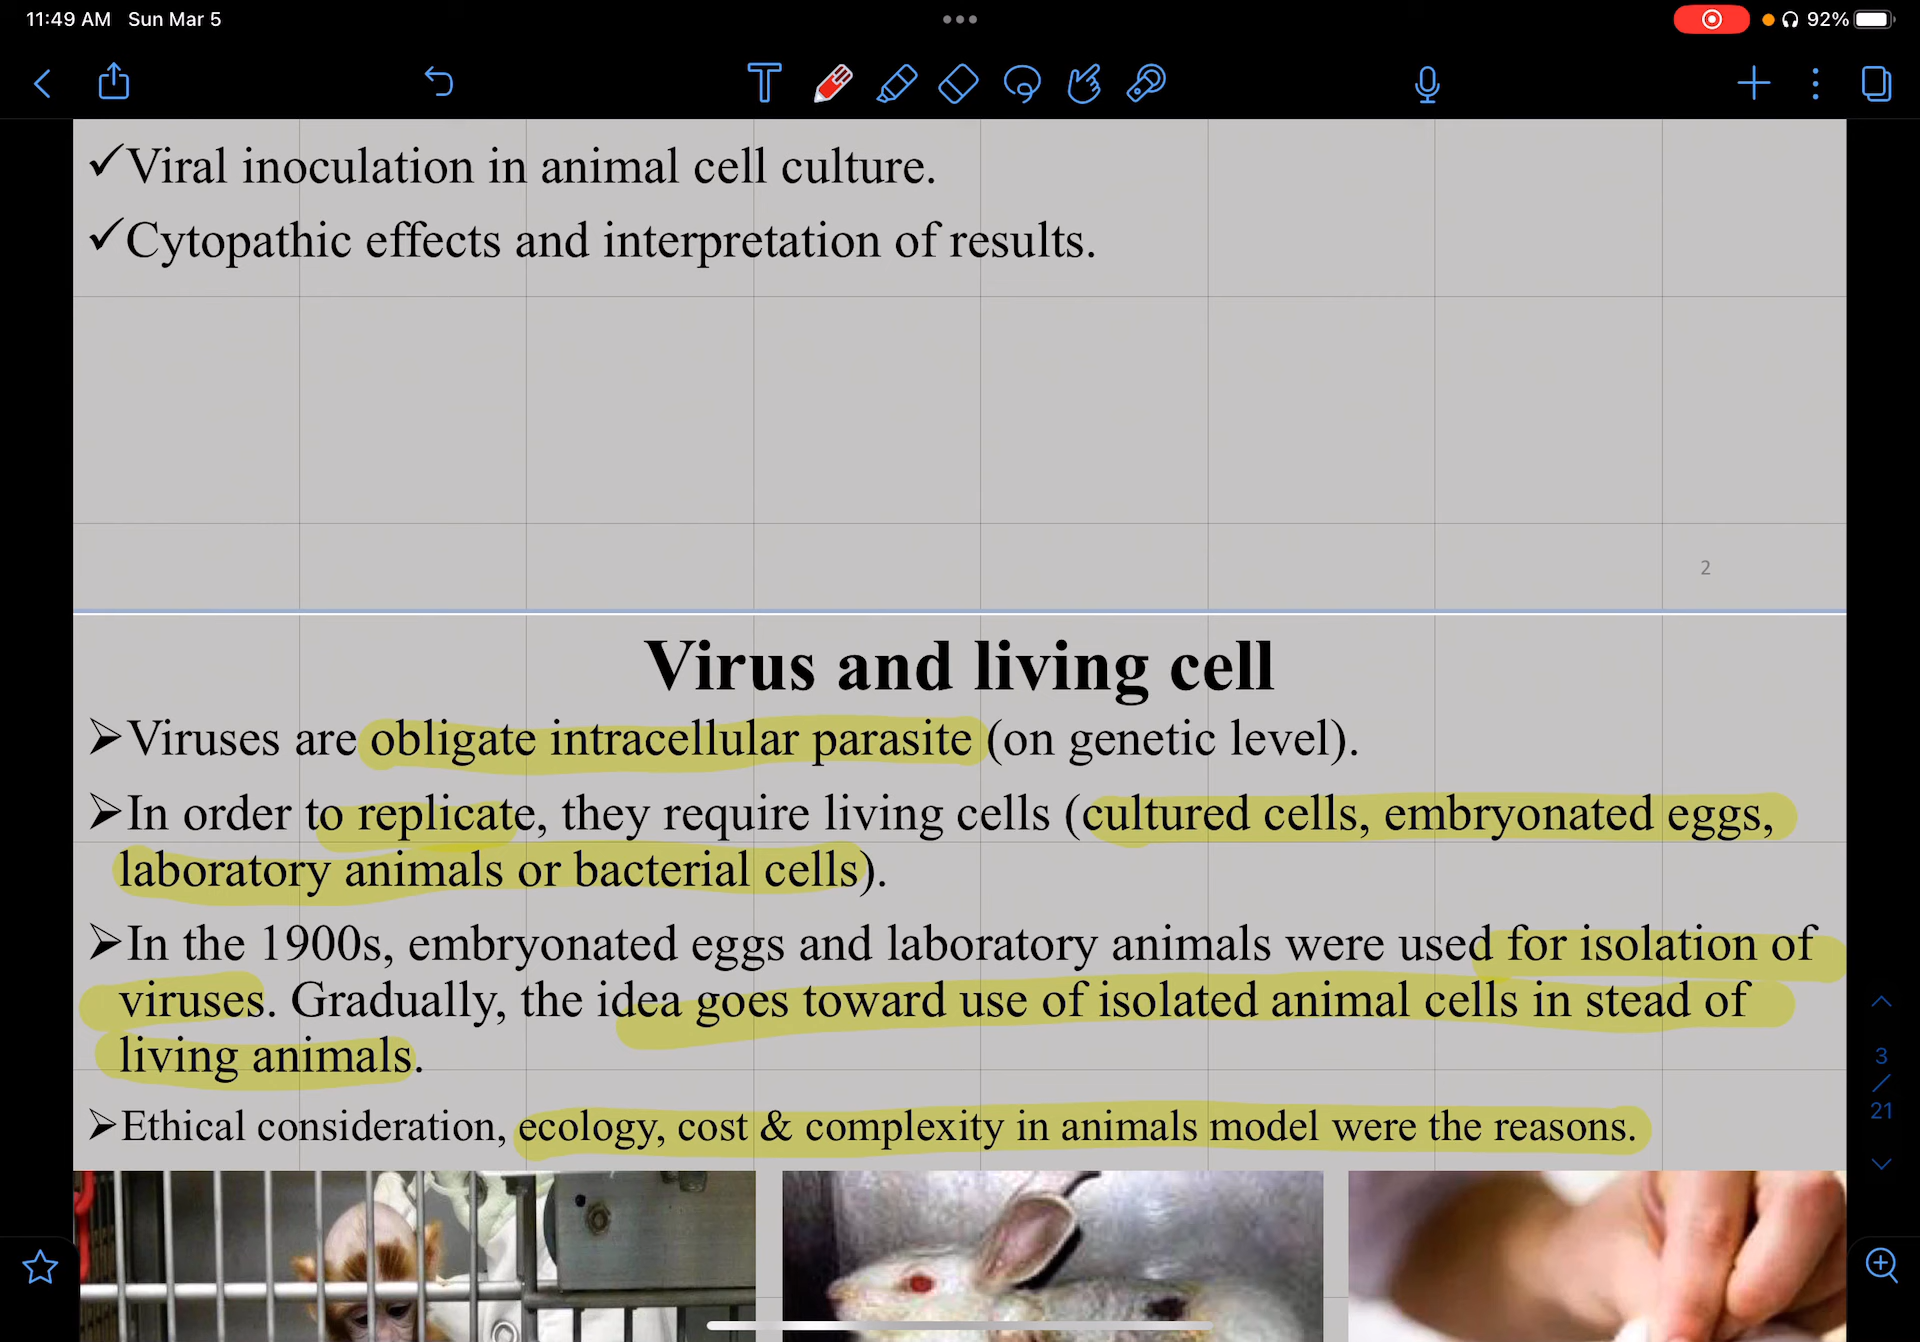 11:49 AM Sun Mar 5
92%
✓Viral inoculation in animal cell culture.
✓Cytopathic effects and interpretation of results.
2
Virus and living cell
➢Viruses are obligate intracellular parasite (on genetic level).
➢In order to replicate, they require living cells (cultured cells, embryonated eggs,
laboratory animals or bacterial cells).
➢In the 1900s, embryonated eggs and laboratory animals were used for isolation of
viruses. Gradually, the idea goes toward use of isolated animal cells in stead of
living animals.
➢Ethical consideration, ecology, cost & complexity in animals model were the reasons.
3
/
21